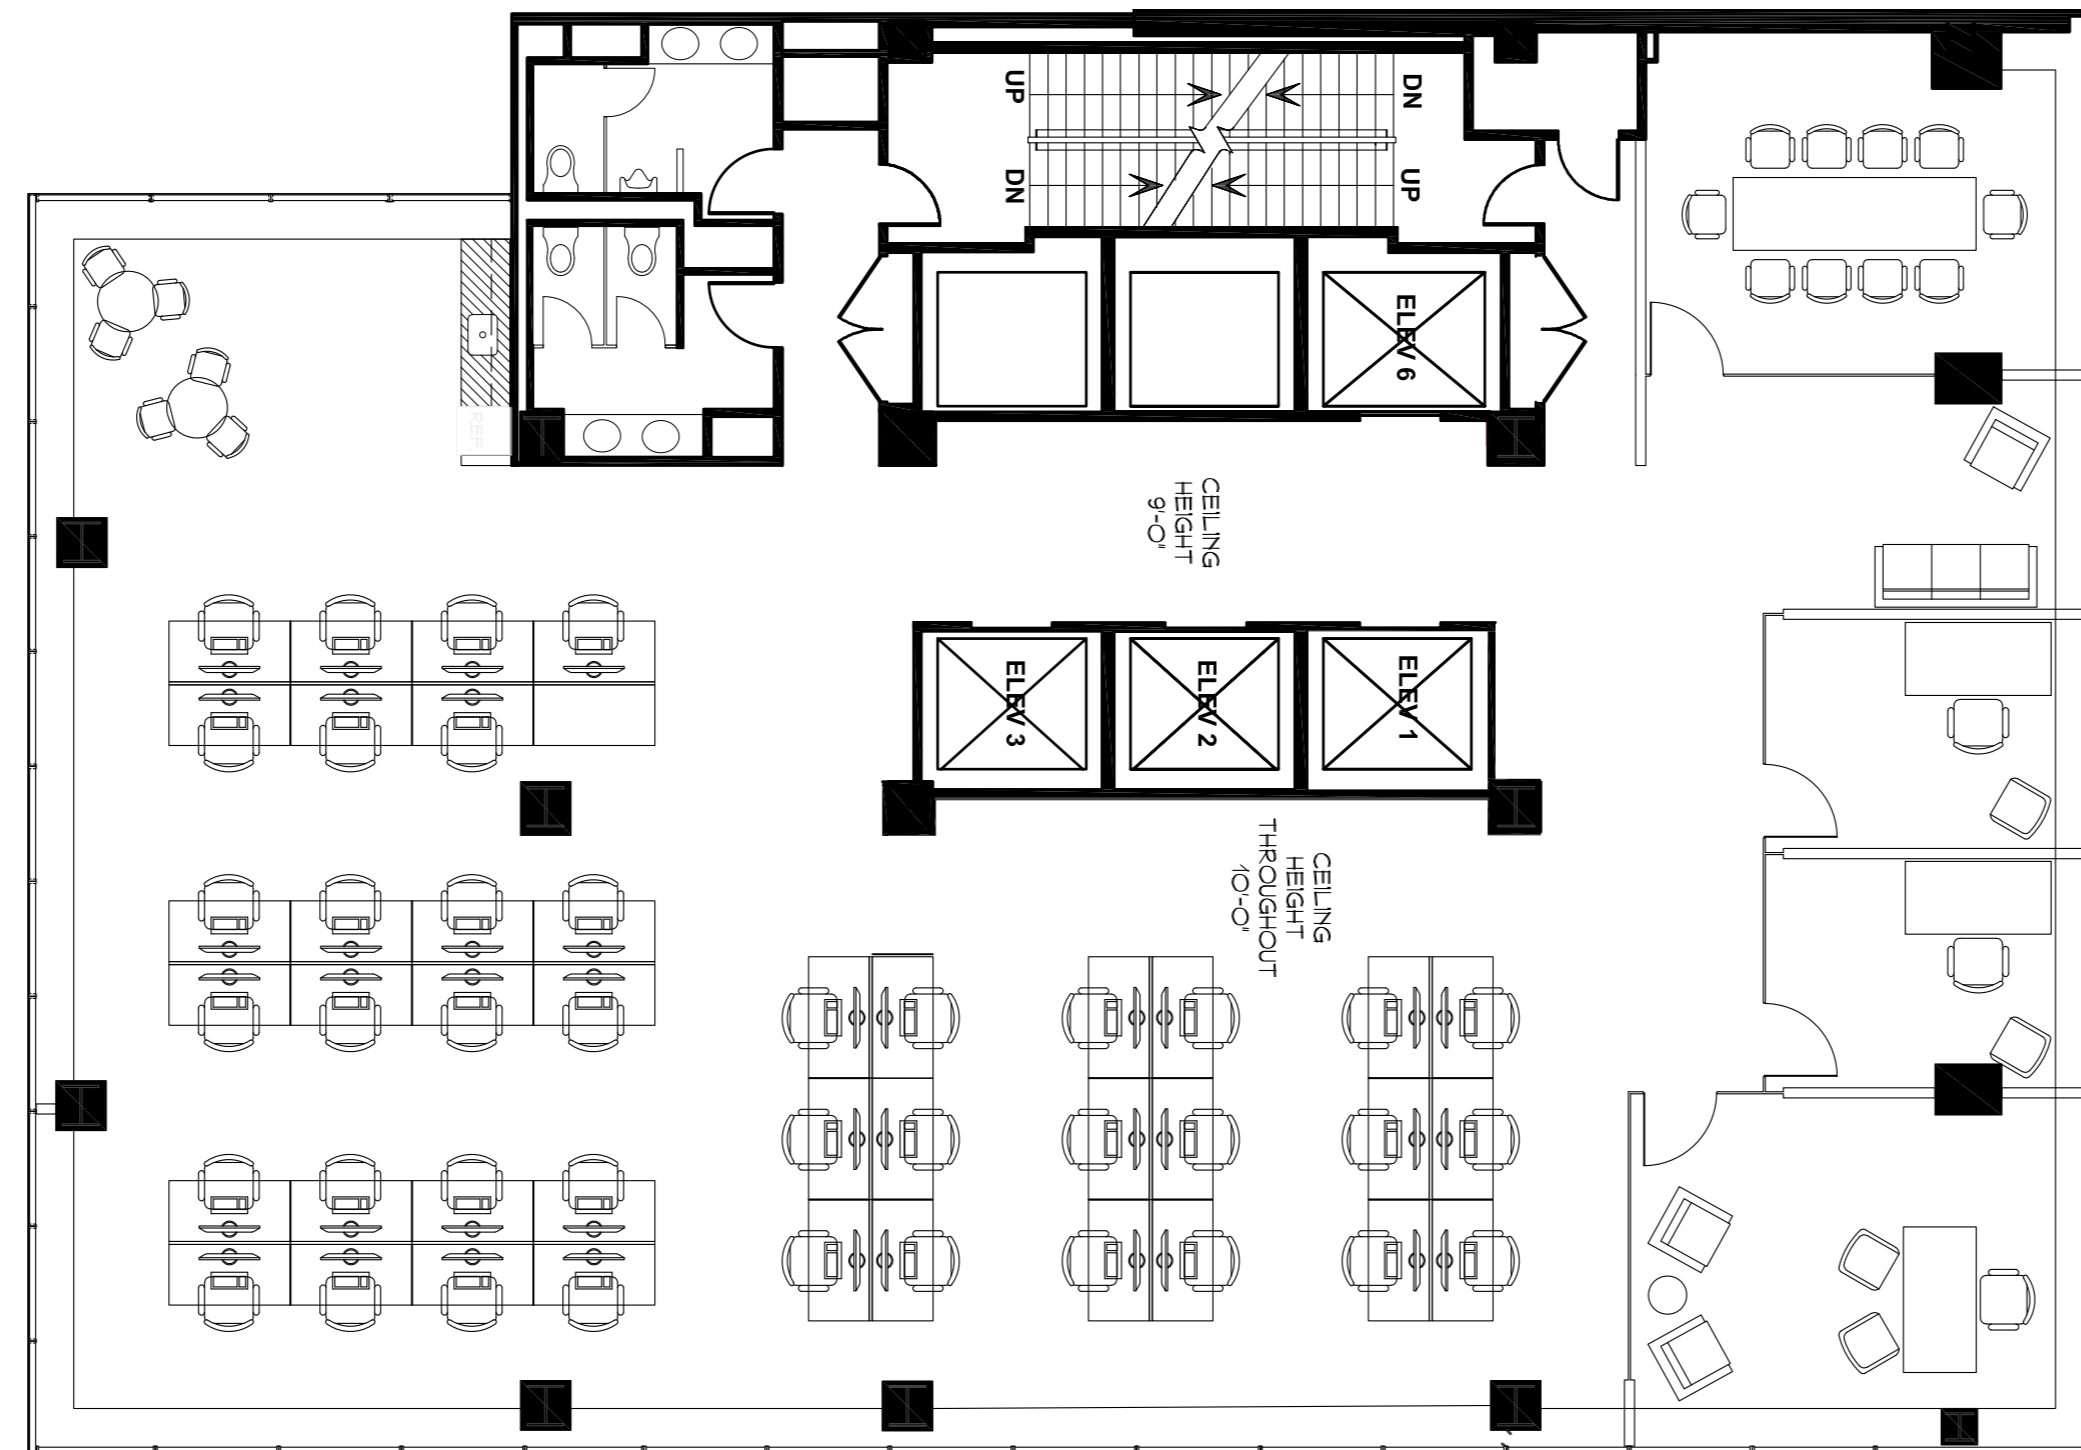 UP
DN
DN
UP
ELEV 6
REF
CEILING
HEIGHT
9'-0"
ELEV 3
ELEV 2
ELEV 1
CEILING
HEIGHT
THROUGHOUT
10'-0"